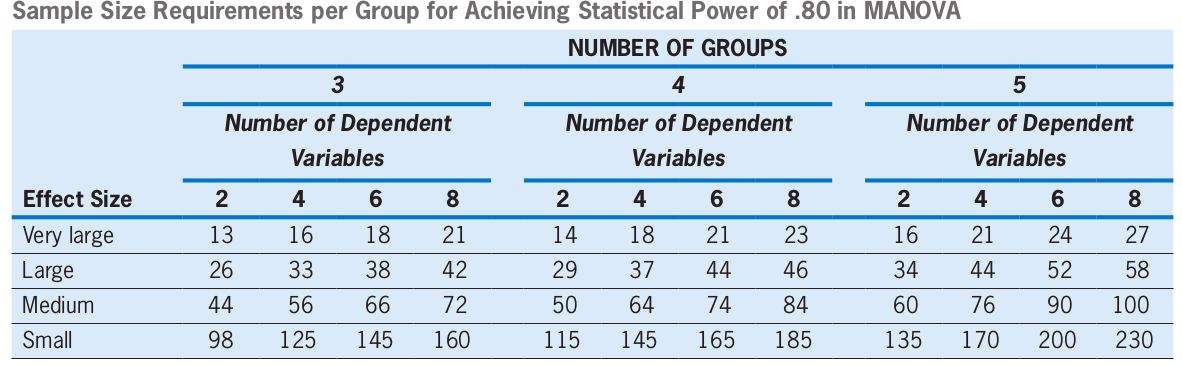 Sample Size Requirements per Group for Achieving Statistical Power of .80 in MANOVA
NUMBER OF GROUPS
3 4 5
Number of Dependent Number of Dependent Number of Dependent
Variables Variables Variables
Effect Size 2 4 6 8 2 4 6 8 2 4 6 8
Very large 13 16 18 21 14 18 21 23 16 21 24 27
Large 26 33 38 42 29 37 44 46 34 44 52 58
Medium 44 56 66 72 50 64 74 84 60 76 90 100
Small 98 125 145 160 115 145 165 185 135 170 200 230